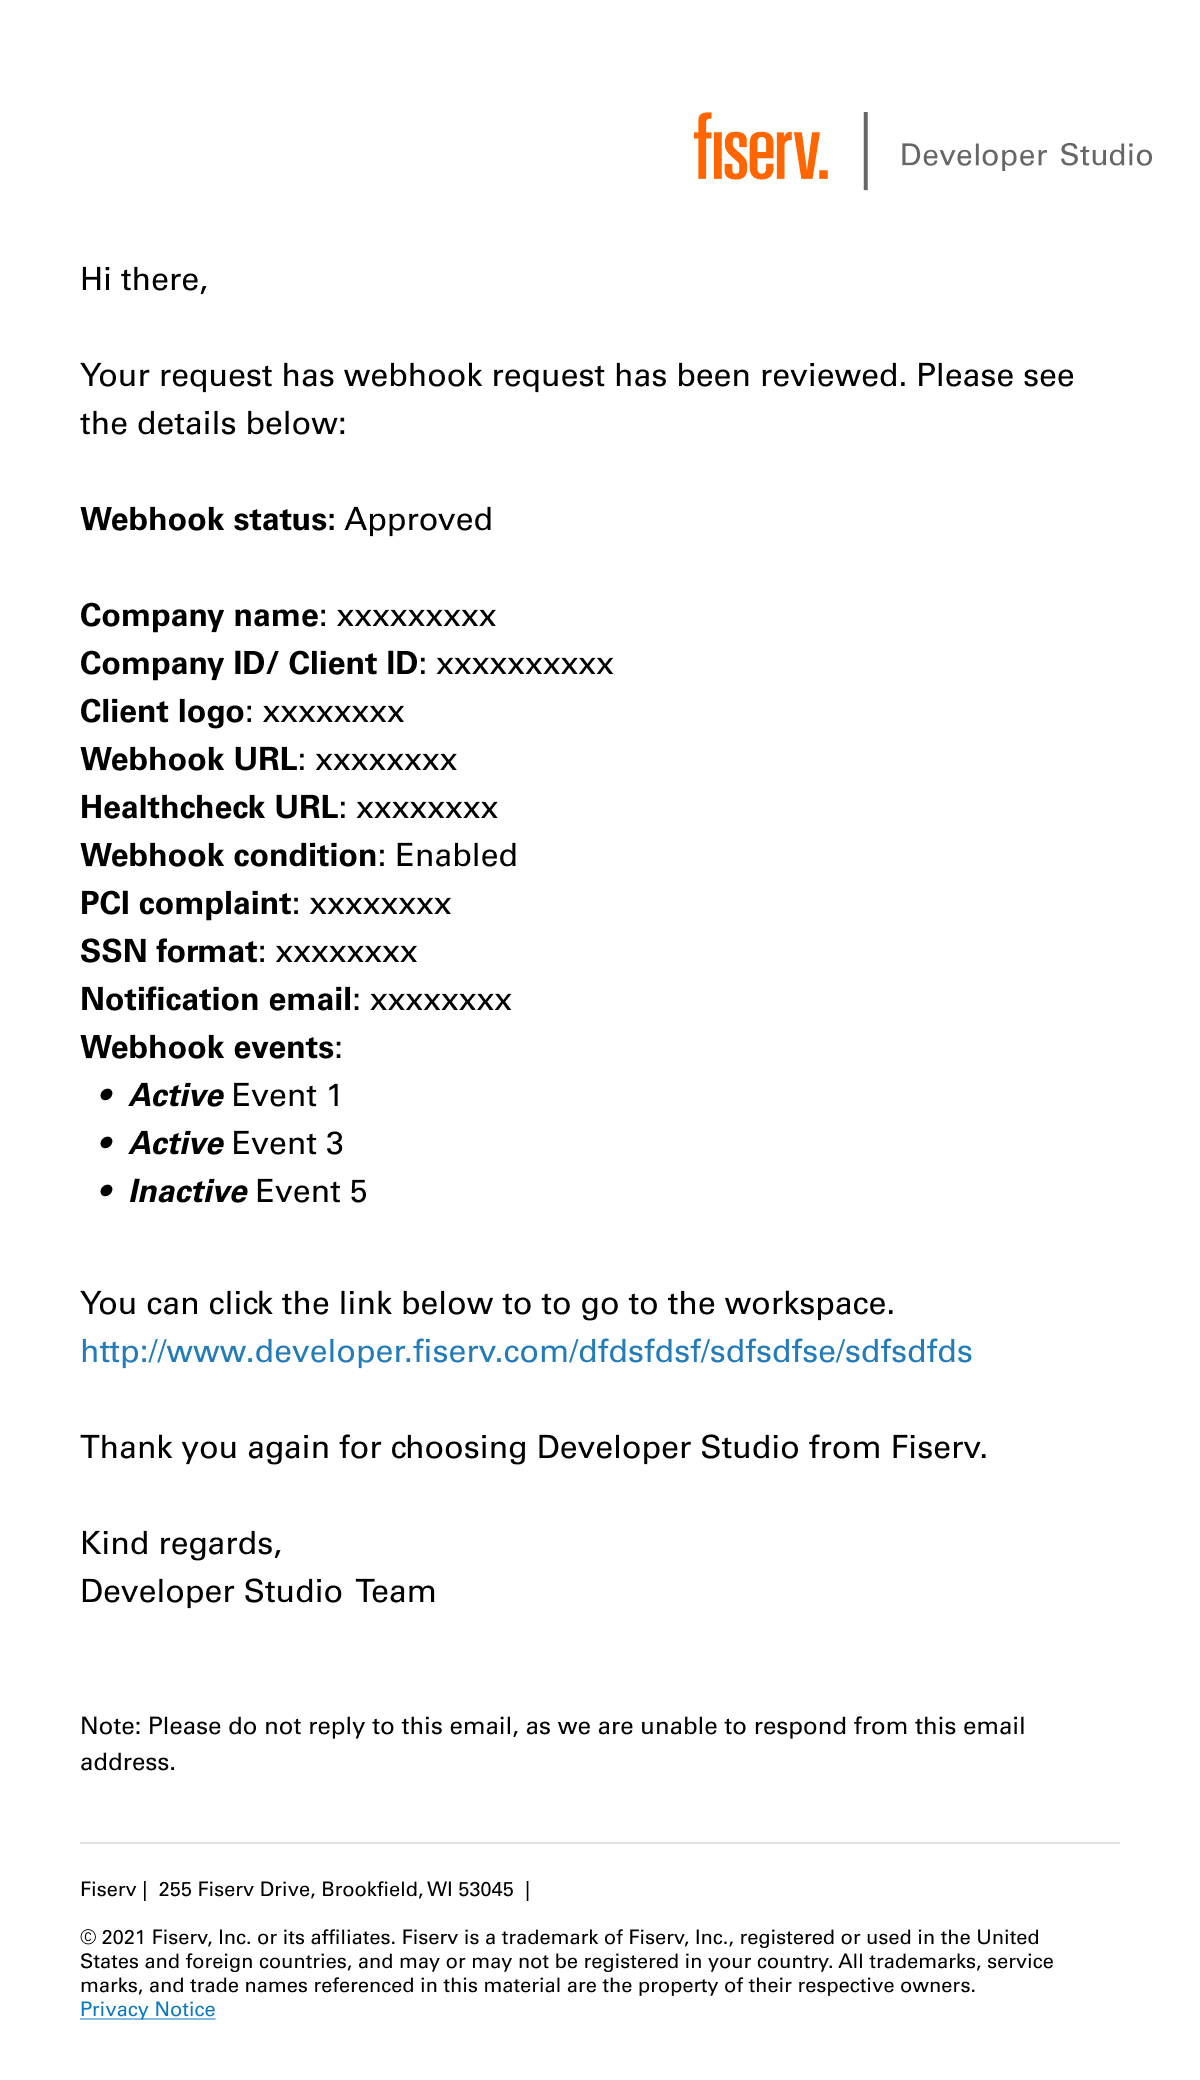 fiserv. | Developer Studio
Hi there,
Your request has webhook request has been reviewed. Please see
the details below:
Webhook status: Approved
Company name: xxxxxxxxx
Company ID/ Client ID: xxxxxxxxxx
Client logo: xxxxxxxx
Webhook URL: xxxxxxxx
Healthcheck URL: xxxxxxxx
Webhook condition: Enabled
PCI complaint: xxxxxxxx
SSN format: xxxxxxxx
Notification email: xxxxxxxx
Webhook events:
• Active Event 1
• Active Event 3
• Inactive Event 5
You can click the link below to to go to the workspace.
http://www.developer.fiserv.com/dfdsfdsf/sdfsdfse/sdfsdfds
Thank you again for choosing Developer Studio from Fiserv.
Kind regards,
Developer Studio Team
Note: Please do not reply to this email, as we are unable to respond from this email
address.
Fiserv | 255 Fiserv Drive, Brookfield, WI 53045 |
© 2021 Fiserv, Inc. or its affiliates. Fiserv is a trademark of Fiserv, Inc., registered or used in the United
States and foreign countries, and may or may not be registered in your country. All trademarks, service
marks, and trade names referenced in this material are the property of their respective owners.
Privacy Notice